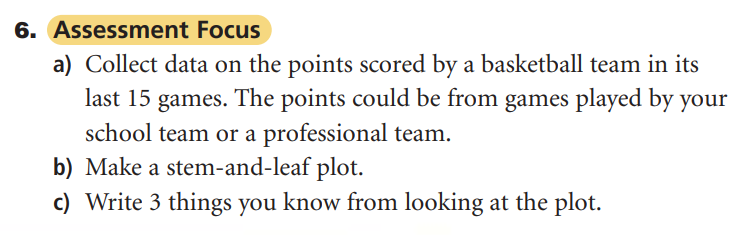 6. Assessment Focus
a) Collect data on the points scored by a basketball team in its
last 15 games. The points could be from games played by your
school team or a professional team.
b) Make a stem-and-leaf plot.
c) Write 3 things you know from looking at the plot.